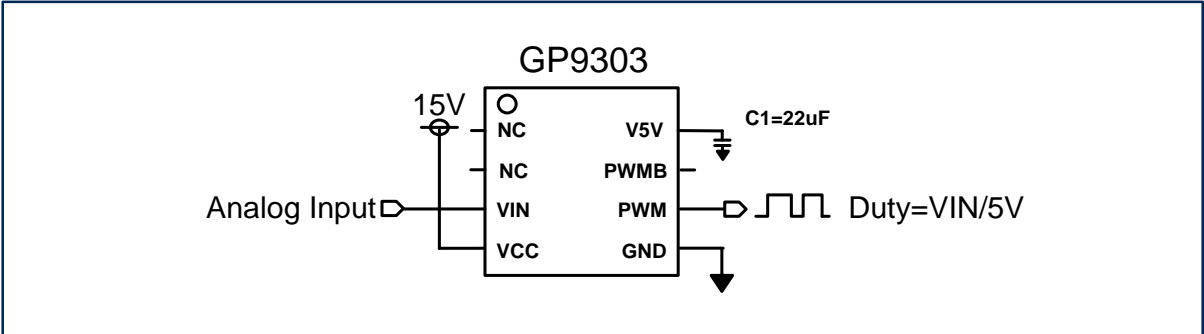 GP9303
15V
NC V5V C1=22uF
NC PWMB
Analog Input VIN PWM Duty=VIN/5V
VCC GND